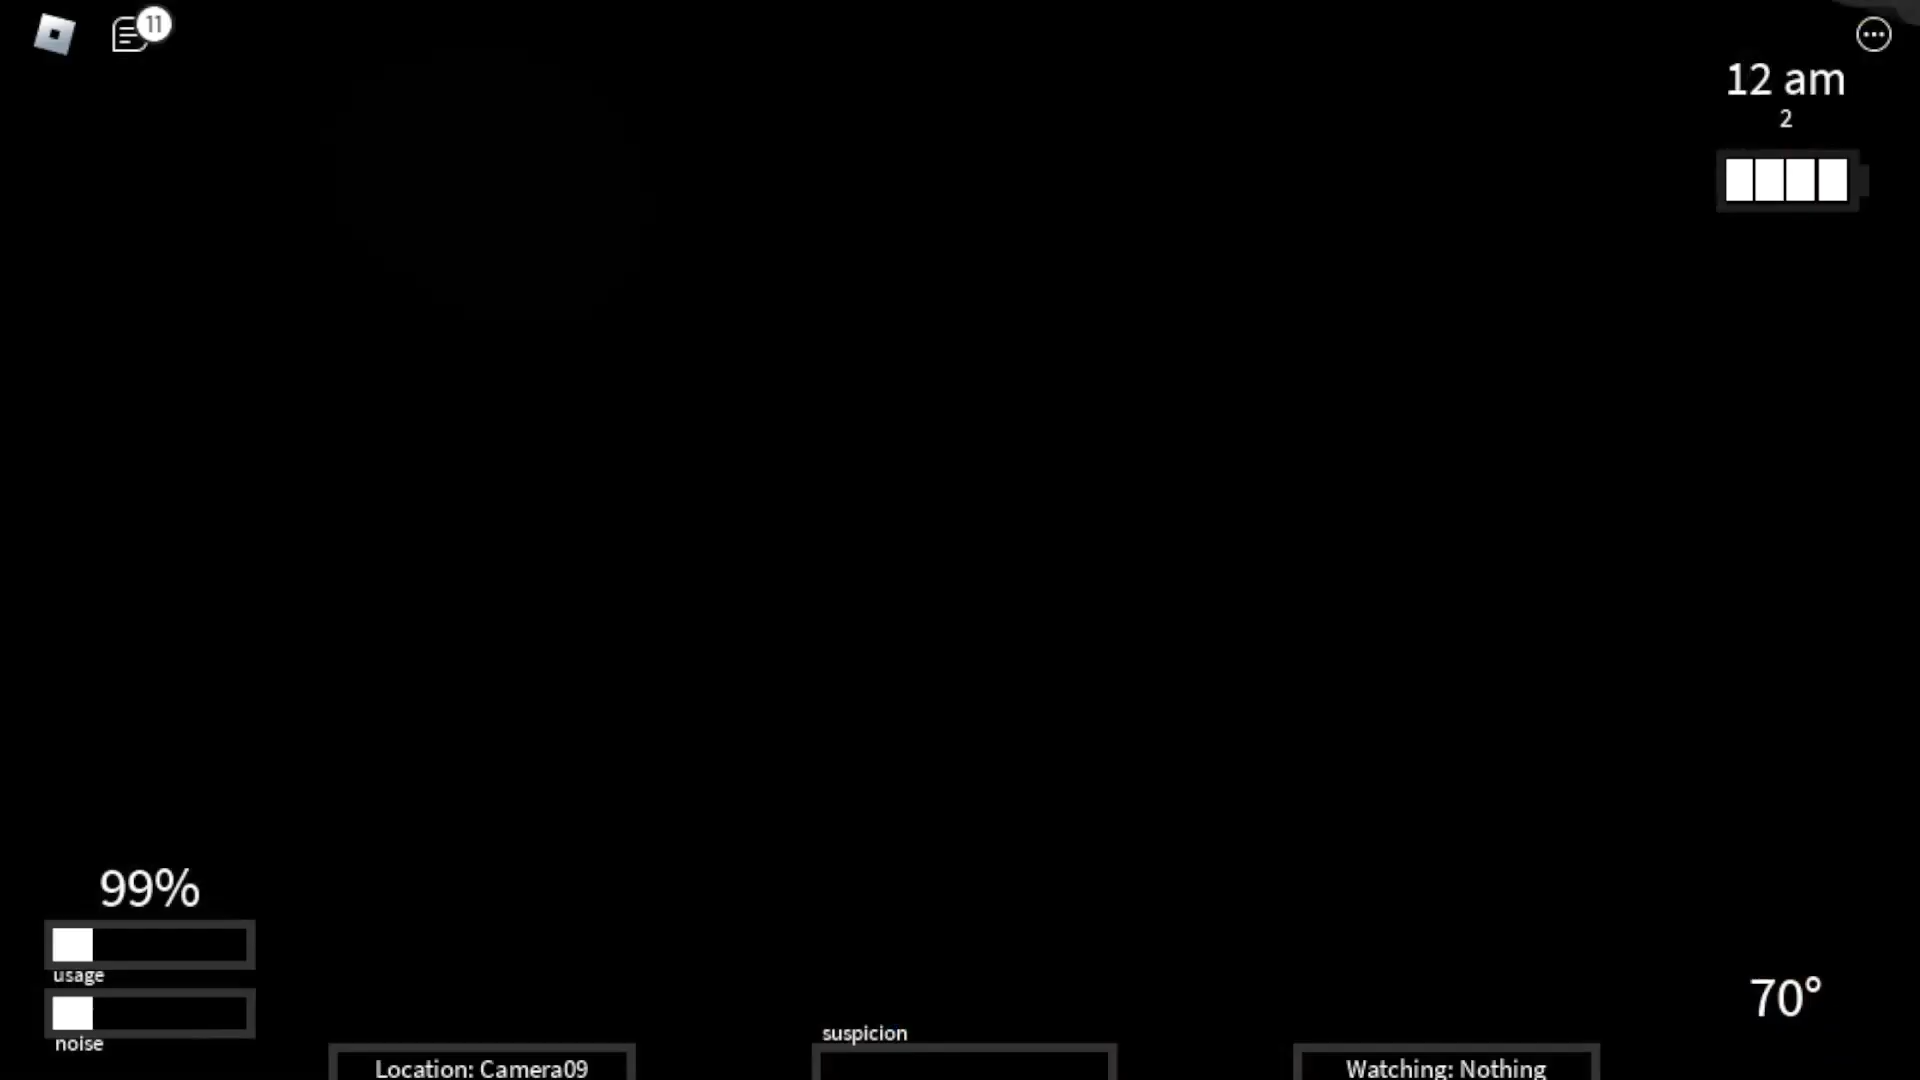 11
12 am
2
99%
usage
noise
70°
suspicion
Location: Camera09
Watching: Nothing